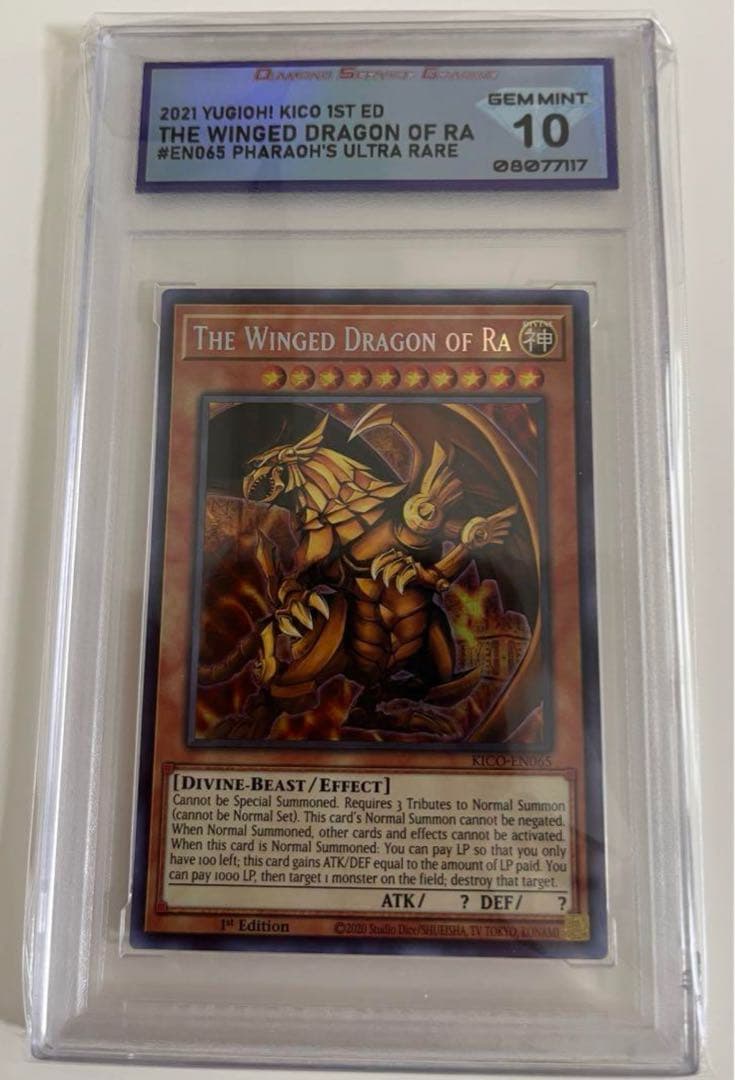 DIAMOND SERVICE GRADING
2021 YUGIOH! KICO 1ST ED
THE WINGED DRAGON OF RA
#EN065 PHARAOH'S ULTRA RARE
GEM MINT
10
08077117
THE WINGED DRAGON OF RA
DIVINE
神
KICO-EN065
[DIVINE-BEAST/EFFECT]
Cannot be Special Summoned. Requires 3 Tributes to Normal Summon
(cannot be Normal Set). This card's Normal Summon cannot be negated.
When Normal Summoned, other cards and effects cannot be activated.
When this card is Normal Summoned: You can pay LP so that you only
have 100 left; this card gains ATK/DEF equal to the amount of LP paid. You
can pay 1000 LP, then target 1 monster on the field; destroy that target.
ATK/ ? DEF/ ?
1st Edition
©2020 Studio Dice/SHUEISHA, TV TOKYO, KONAMI